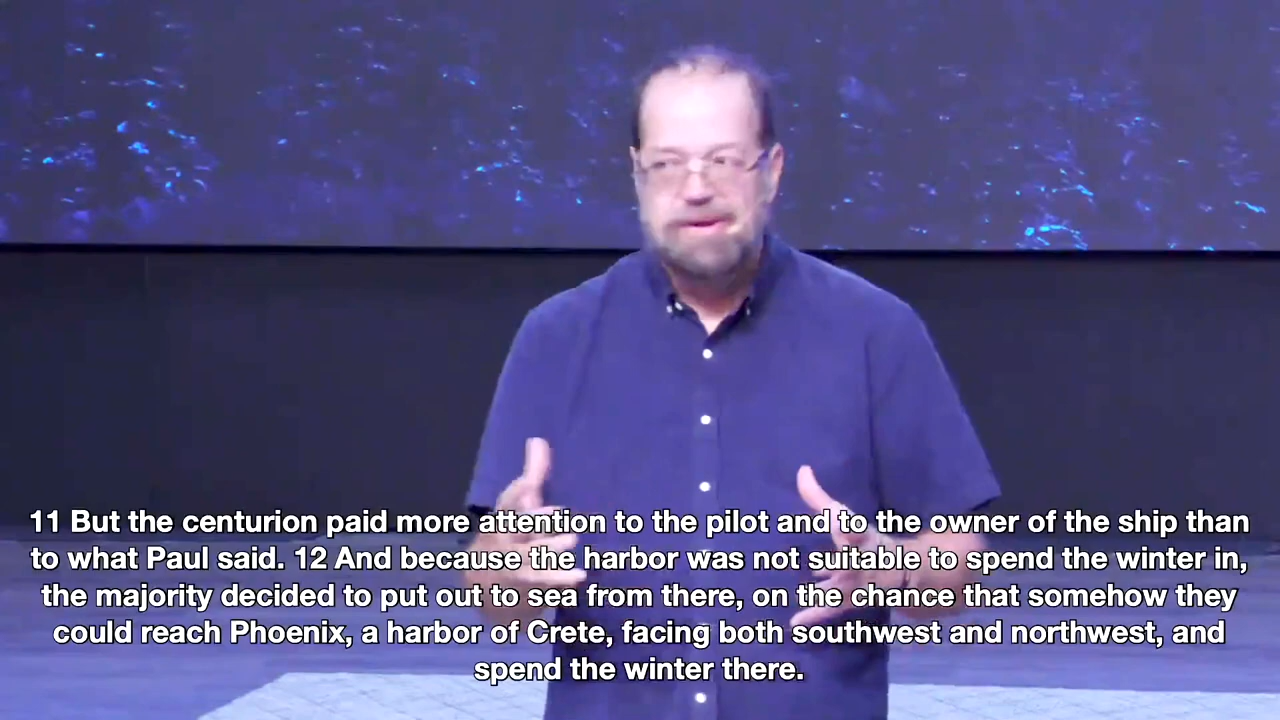 11 But the centurion paid more attention to the pilot and to the owner of the ship than
to what Paul said. 12 And because the harbor was not suitable to spend the winter in,
the majority decided to put out to sea from there, on the chance that somehow they
could reach Phoenix, a harbor of Crete, facing both southwest and northwest, and
spend the winter there.